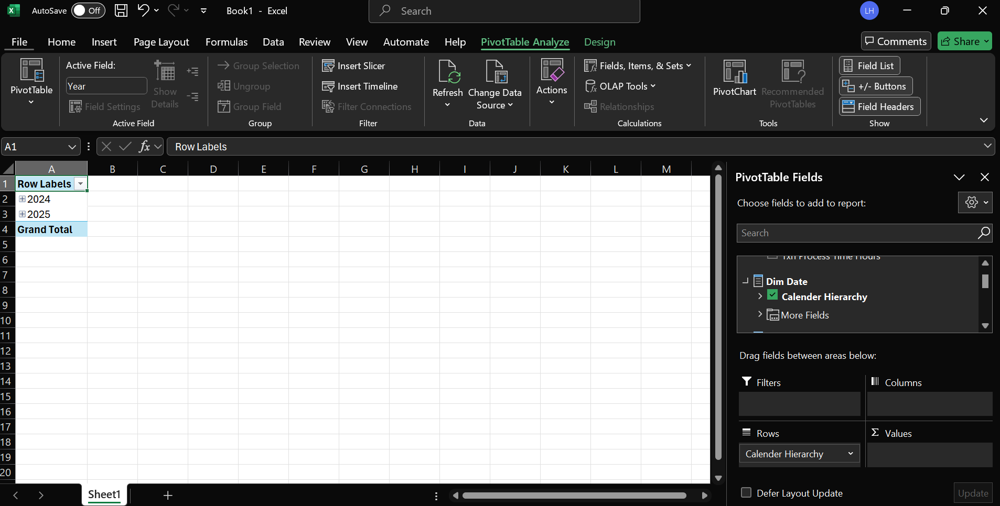 AutoSave Off Book1 - Excel Search LH
File Home Insert Page Layout Formulas Data Review View Automate Help PivotTable Analyze Design Comments Share
PivotTable
Active Field:
Year
Field Settings
Show Details
Active Field
Group Selection
Ungroup
Group Field
Group
Insert Slicer
Insert Timeline
Filter Connections
Filter
Refresh
Change Data Source
Data
Actions
Fields, Items, & Sets
OLAP Tools
Relationships
Calculations
PivotChart
Recommended PivotTables
Tools
Field List
+/- Buttons
Field Headers
Show
A1 fx Row Labels
A B C D E F G H I J K L M
1 Row Labels
2 2024
3 2025
4 Grand Total
5
6
7
8
9
10
11
12
13
14
15
16
17
18
19
20
Sheet1
PivotTable Fields
Choose fields to add to report:
Search
Txn Process Time Hours
Dim Date
Calender Hierarchy
More Fields
Drag fields between areas below:
Filters
Columns
Rows
Values
Calender Hierarchy
Defer Layout Update
Update